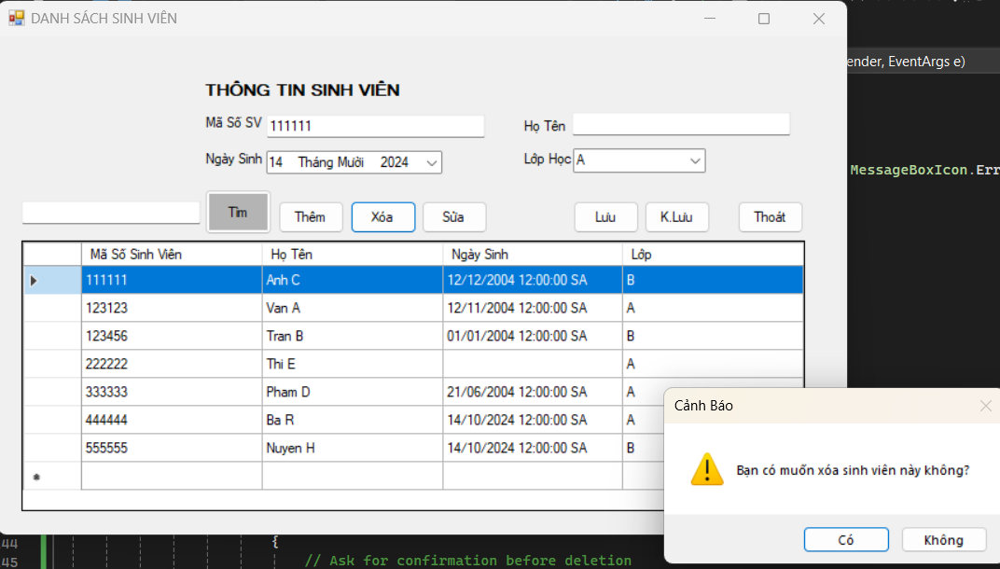 DANH SÁCH SINH VIÊN
ender, EventArgs e)
THÔNG TIN SINH VIÊN
Mã Số SV 111111 Họ Tên
Ngày Sinh 14 Tháng Mười 2024 Lớp Học A
MessageBoxIcon.Err
Tìm Thêm Xóa Sửa Lưu K.Lưu Thoát
Mã Số Sinh Viên Họ Tên Ngày Sinh Lớp
111111 Anh C 12/12/2004 12:00:00 SA B
123123 Van A 12/11/2004 12:00:00 SA A
123456 Tran B 01/01/2004 12:00:00 SA B
222222 Thi E A
333333 Pham D 21/06/2004 12:00:00 SA A
444444 Ba R 14/10/2024 12:00:00 SA A
555555 Nuyen H 14/10/2024 12:00:00 SA B
Cảnh Báo
Bạn có muốn xóa sinh viên này không?
Có Không
44 {
45 // Ask for confirmation before deletion